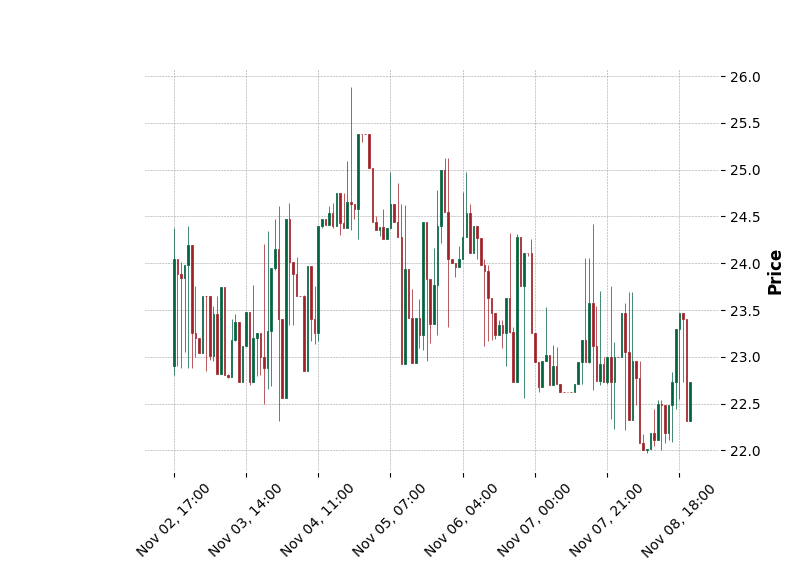 26.0
25.5
25.0
24.5
24.0
23.5
23.0
22.5
22.0
Price
Nov 02, 17:00
Nov 03, 14:00
Nov 04, 11:00
Nov 05, 07:00
Nov 06, 04:00
Nov 07, 00:00
Nov 07, 21:00
Nov 08, 18:00